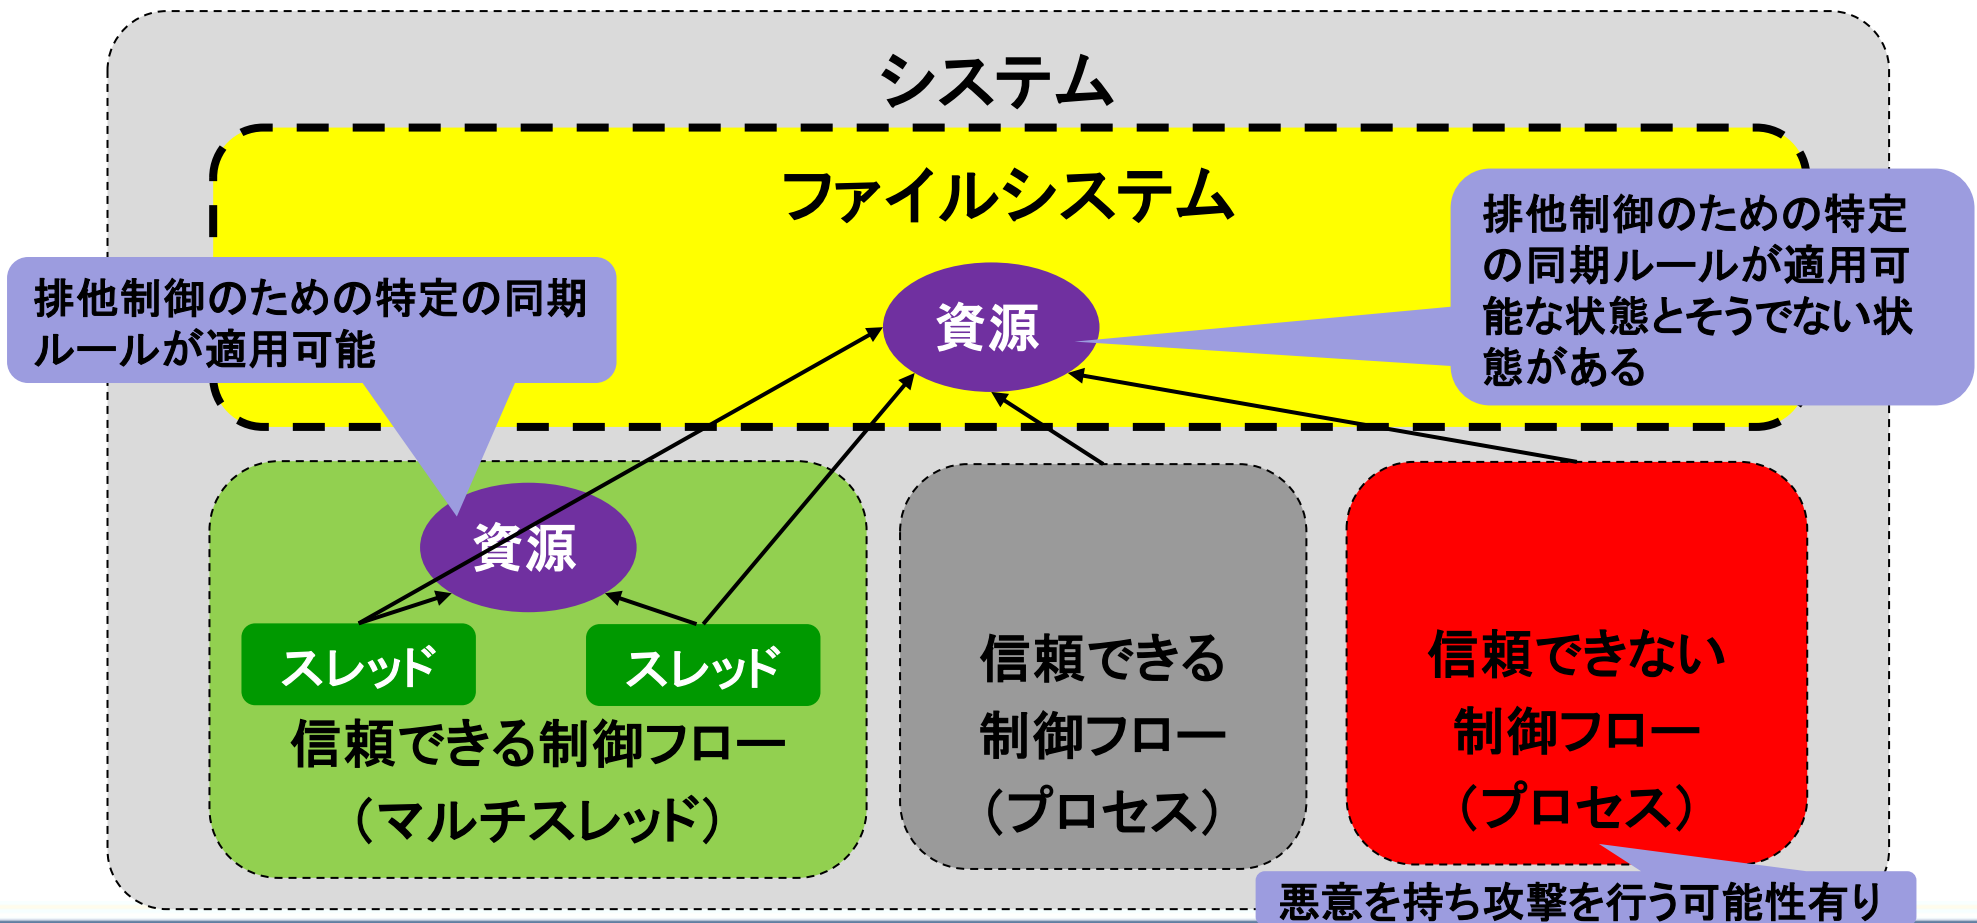 システム
ファイルシステム
排他制御のための特定
の同期ルールが適用可
能な状態とそうでない状
態がある
排他制御のための特定の同期
ルールが適用可能
資源
資源
スレッド
スレッド
信頼できる制御フロー
（マルチスレッド）
信頼できる
制御フロー
（プロセス）
信頼できない
制御フロー
（プロセス）
悪意を持ち攻撃を行う可能性有り